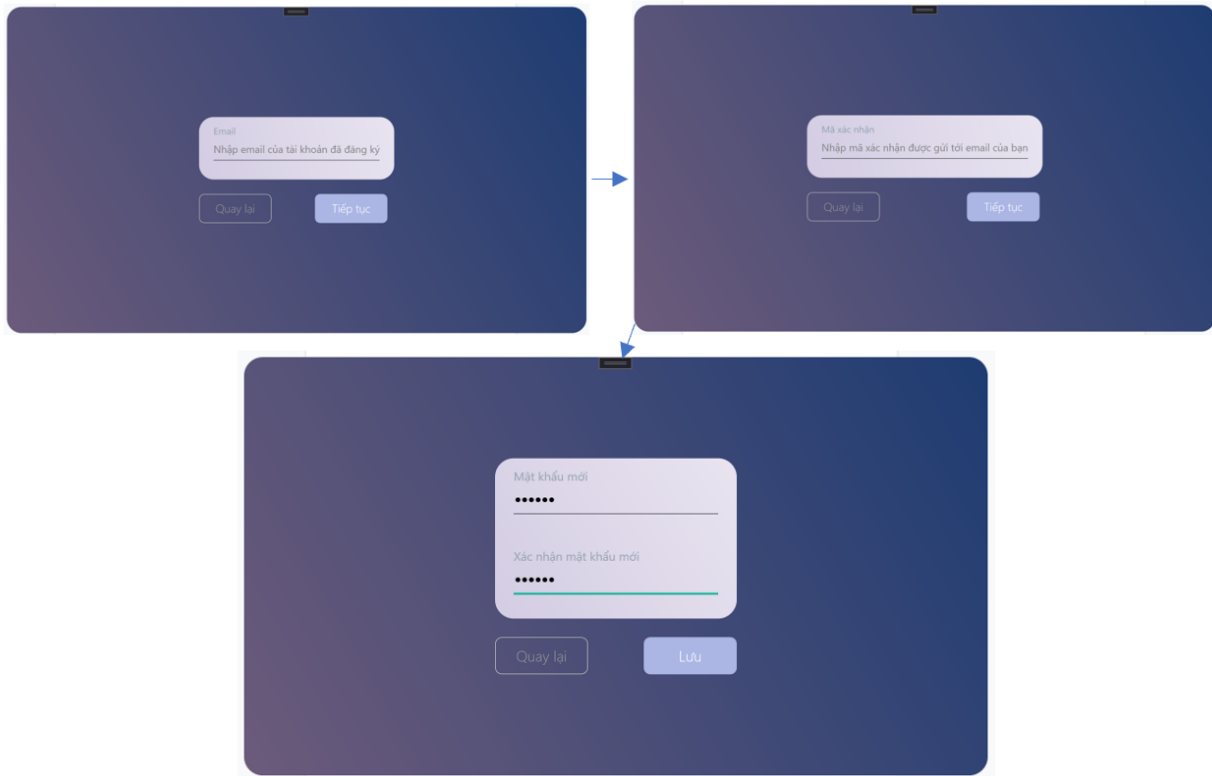 Email
Nhập email của tài khoản đã đăng ký
Quay lại
Tiếp tục
Mã xác nhận
Nhập mã xác nhận được gửi tới email của bạn
Quay lại
Tiếp tục
Mật khẩu mới
••••••
Xác nhận mật khẩu mới
••••••
Quay lại
Lưu